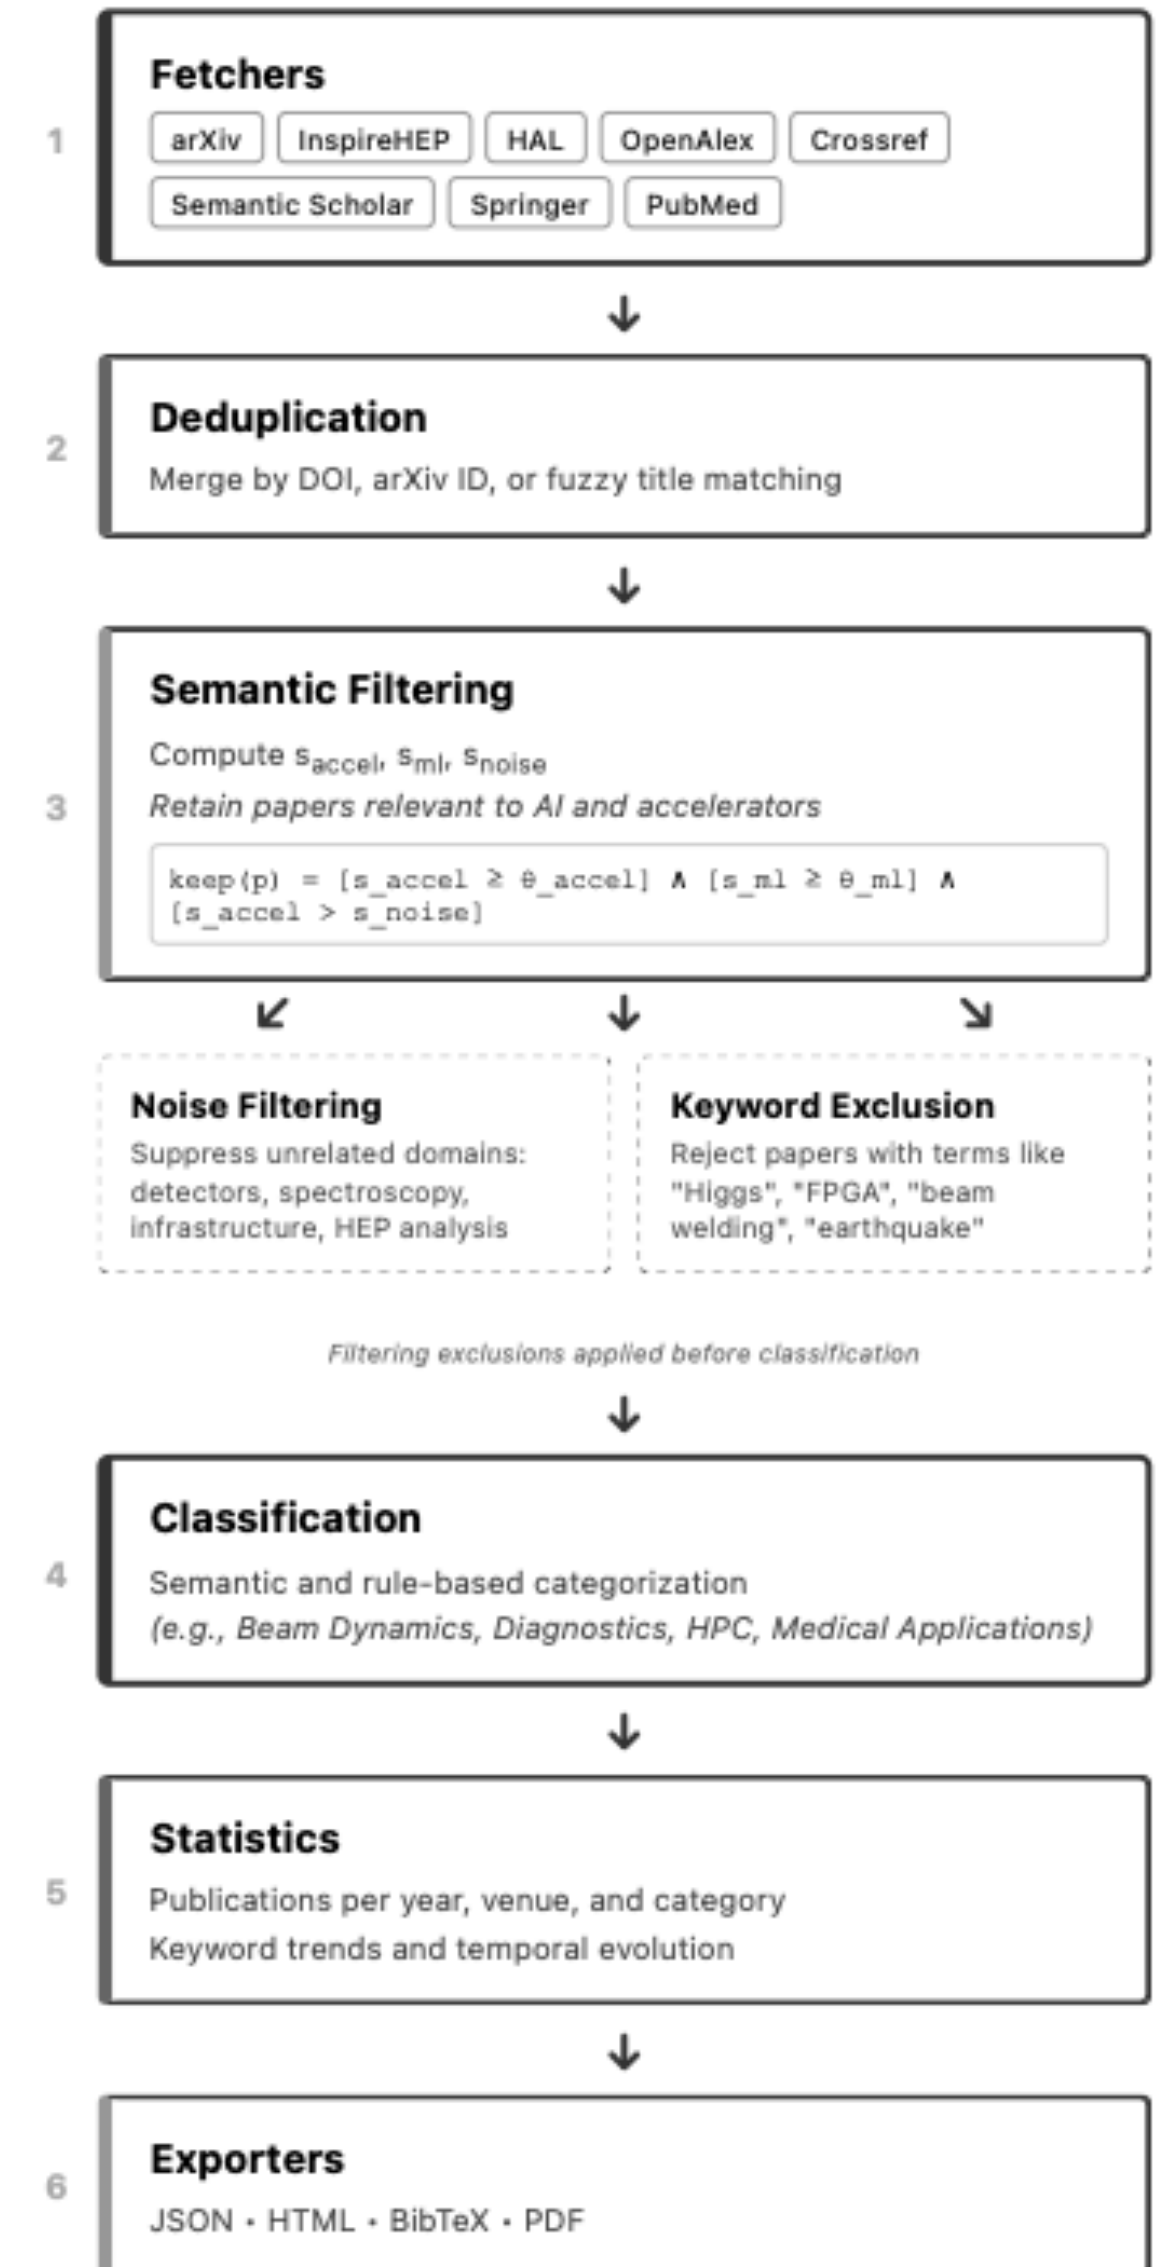 Fetchers
1
arXiv InspireHEP HAL OpenAlex Crossref
Semantic Scholar Springer PubMed
↓
Deduplication
2
Merge by DOI, arXiv ID, or fuzzy title matching
↓
Semantic Filtering
Compute s_accel, s_ml, s_noise
3
Retain papers relevant to AI and accelerators
keep(p) = [s_accel ≥ θ_accel] ∧ [s_ml ≥ θ_ml] ∧
[s_accel > s_noise]
↙ ↓ ↘
Noise Filtering
Suppress unrelated domains:
detectors, spectroscopy,
infrastructure, HEP analysis
Keyword Exclusion
Reject papers with terms like
"Higgs", "FPGA", "beam
welding", "earthquake"
Filtering exclusions applied before classification
↓
Classification
4
Semantic and rule-based categorization
(e.g., Beam Dynamics, Diagnostics, HPC, Medical Applications)
↓
Statistics
5
Publications per year, venue, and category
Keyword trends and temporal evolution
↓
Exporters
6
JSON • HTML • BibTeX • PDF